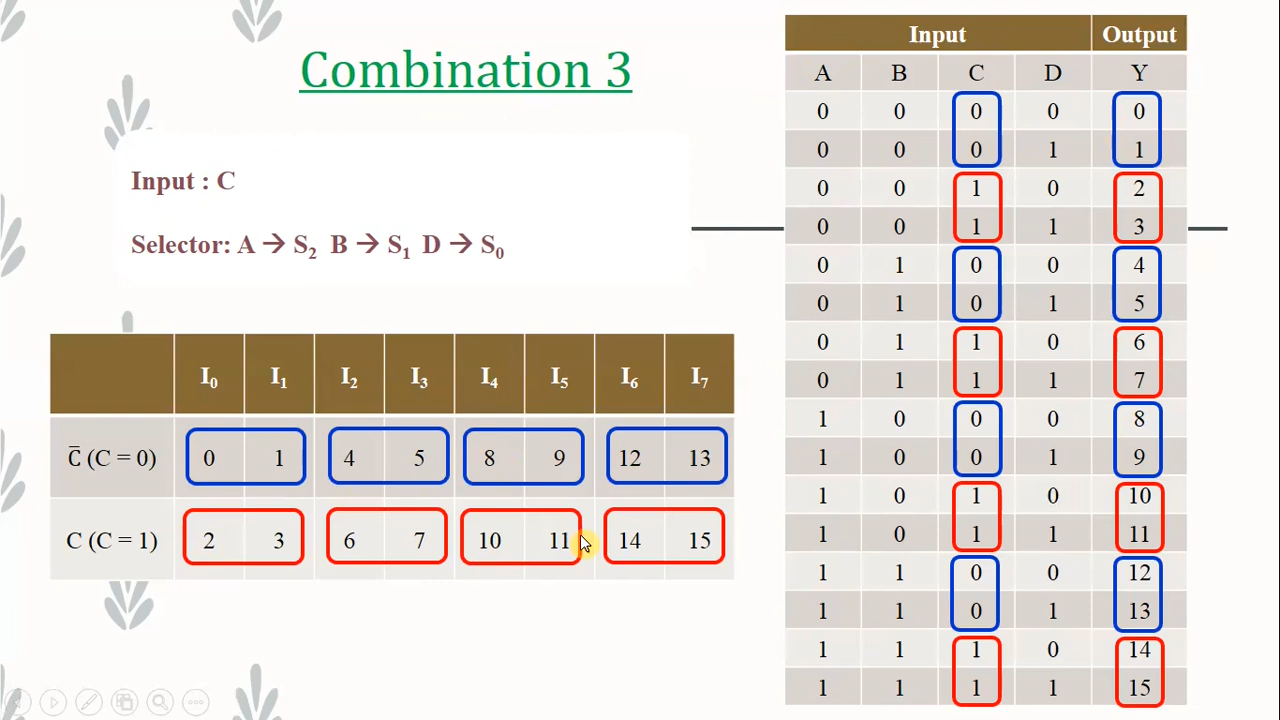 Combination 3
Input : C
Selector: A → S₂ B → S₁ D → S₀
I₀ I₁ I₂ I₃ I₄ I₅ I₆ I₇
C̅ (C = 0) 0 1 4 5 8 9 12 13
C (C = 1) 2 3 6 7 10 11 14 15
Input Output
A B C D Y
0 0 0 0 0
0 0 0 1 1
0 0 1 0 2
0 0 1 1 3
0 1 0 0 4
0 1 0 1 5
0 1 1 0 6
0 1 1 1 7
1 0 0 0 8
1 0 0 1 9
1 0 1 0 10
1 0 1 1 11
1 1 0 0 12
1 1 0 1 13
1 1 1 0 14
1 1 1 1 15